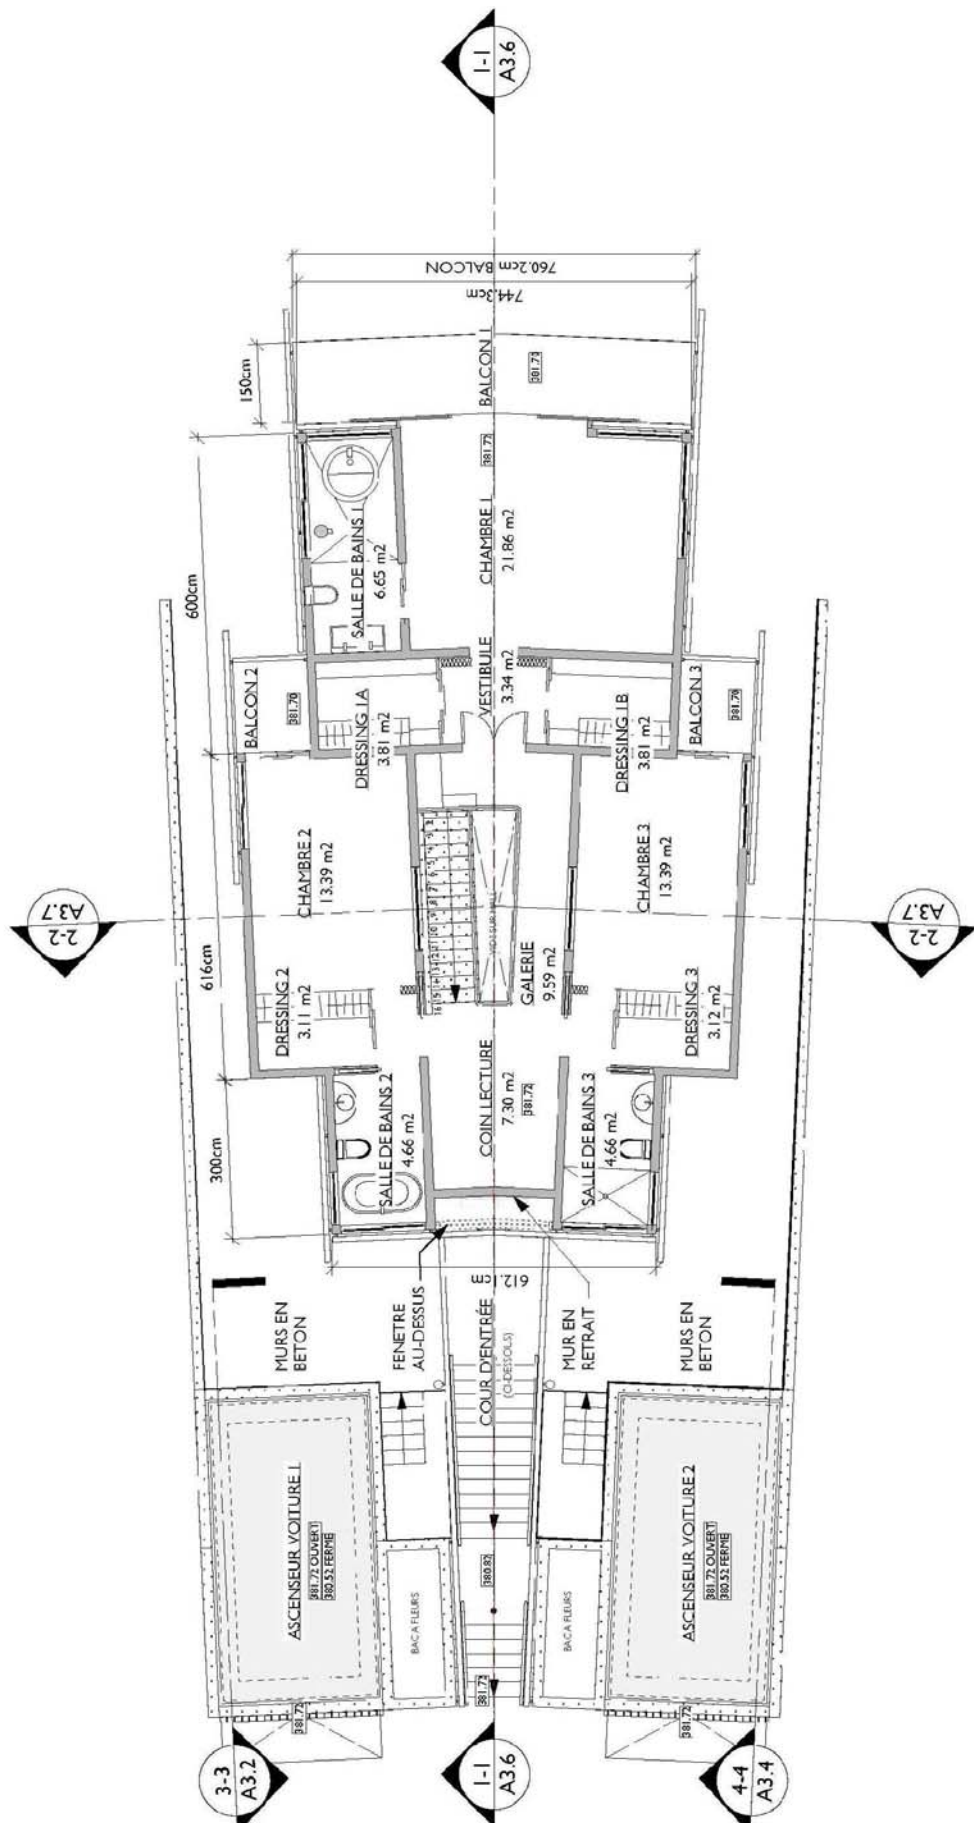 1-1
A3.6
760.2cm BALCON
744.3cm
150cm
BALCON 1
381.71
600cm
SALLE DE BAINS 1
6.65 m2
CHAMBRE 1
21.86 m2
381.72
BALCON 2
381.70
DRESSING 1A
3.81 m2
VESTIBULE
3.34 m2
DRESSING 1B
3.81 m2
BALCON 3
381.70
2-2
A3.7
616cm
CHAMBRE 2
13.39 m2
CHAMBRE 3
13.39 m2
2-2
A3.7
GALERIE
9.59 m2
DRESSING 2
3.11 m2
DRESSING 3
3.12 m2
300cm
SALLE DE BAINS 2
4.66 m2
COIN LECTURE
7.30 m2
381.72
SALLE DE BAINS 3
4.66 m2
612.1cm
MURS EN
BETON
FENETRE
AU-DESSUS
COUR D'ENTRÉE
(CI-DESSOUS)
MUR EN
RETRAIT
MURS EN
BETON
ASCENSEUR VOITURE 1
381.72 OUVERT
380.52 FERME
BAC A FLEURS
380.82
BAC A FLEURS
ASCENSEUR VOITURE 2
381.72 OUVERT
380.52 FERME
381.72
381.72
381.72
3-3
A3.2
1-1
A3.6
4-4
A3.4